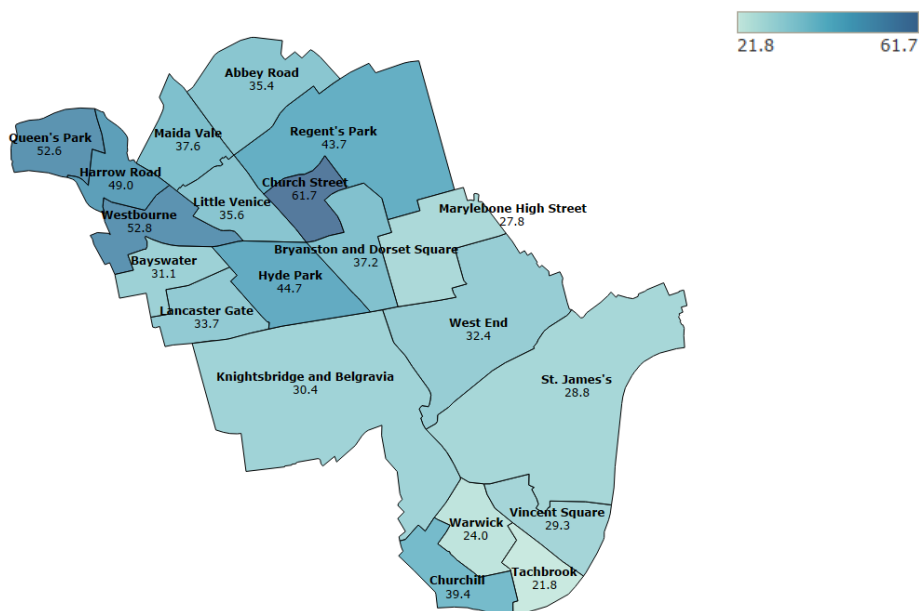 21.8 61.7
Abbey Road
35.4
Regent's Park
43.7
Maida Vale
37.6
Queen's Park
52.6
Harrow Road
49.0
Church Street
61.7
Little Venice
35.6
Westbourne
52.8
Marylebone High Street
27.8
Bryanston and Dorset Square
37.2
Bayswater
31.1
Hyde Park
44.7
Lancaster Gate
33.7
West End
32.4
Knightsbridge and Belgravia
30.4
St. James's
28.8
Vincent Square
29.3
Warwick
24.0
Tachbrook
21.8
Churchill
39.4